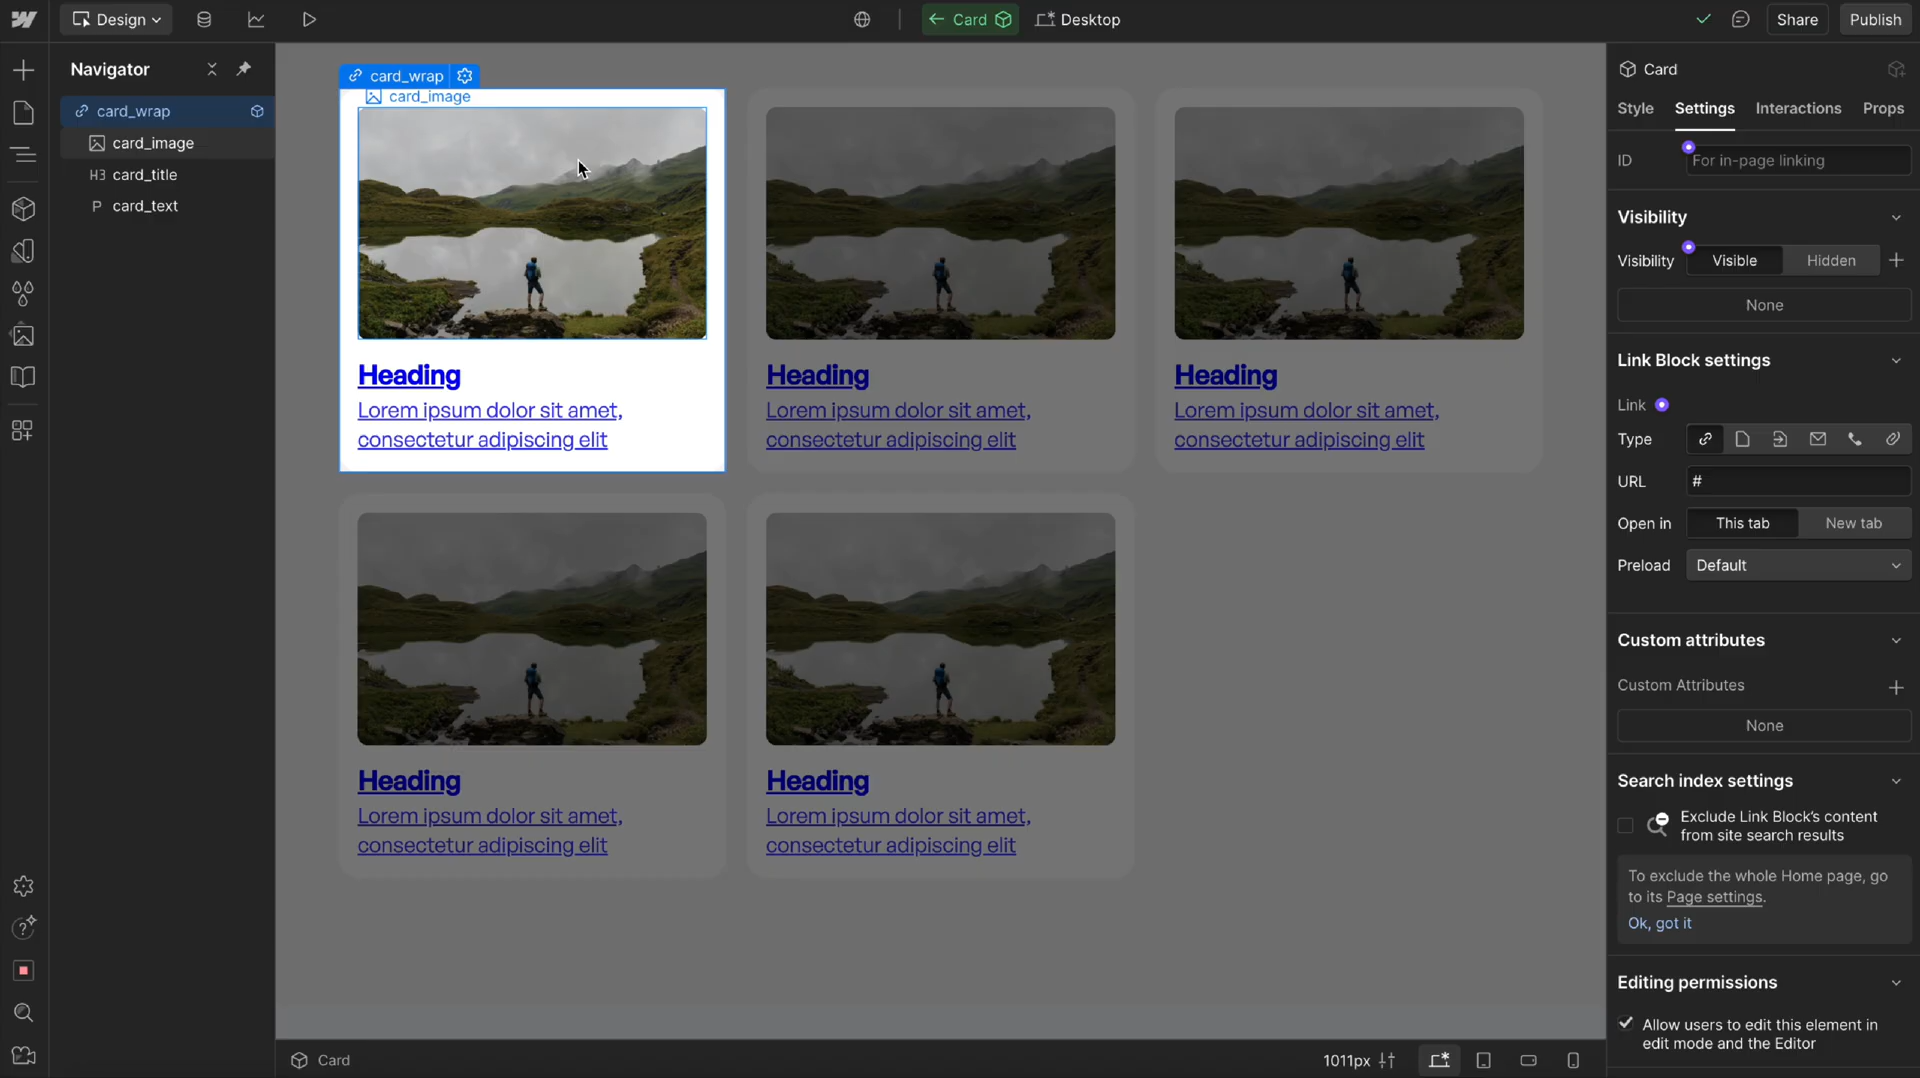 Design
Card
Desktop
Share
Publish
Navigator
card_wrap
card_image
H3 card_title
P card_text
card_wrap
card_image
Heading
Lorem ipsum dolor sit amet,
consectetur adipiscing elit
Heading
Lorem ipsum dolor sit amet,
consectetur adipiscing elit
Heading
Lorem ipsum dolor sit amet,
consectetur adipiscing elit
Heading
Lorem ipsum dolor sit amet,
consectetur adipiscing elit
Heading
Lorem ipsum dolor sit amet,
consectetur adipiscing elit
Card
1011px
Card
Style Settings Interactions Props
ID For in-page linking
Visibility
Visibility Visible Hidden
None
Link Block settings
Link
Type
URL #
Open in This tab New tab
Preload Default
Custom attributes
Custom Attributes
None
Search index settings
Exclude Link Block's content
from site search results
To exclude the whole Home page, go
to its Page settings.
Ok, got it
Editing permissions
Allow users to edit this element in
edit mode and the Editor